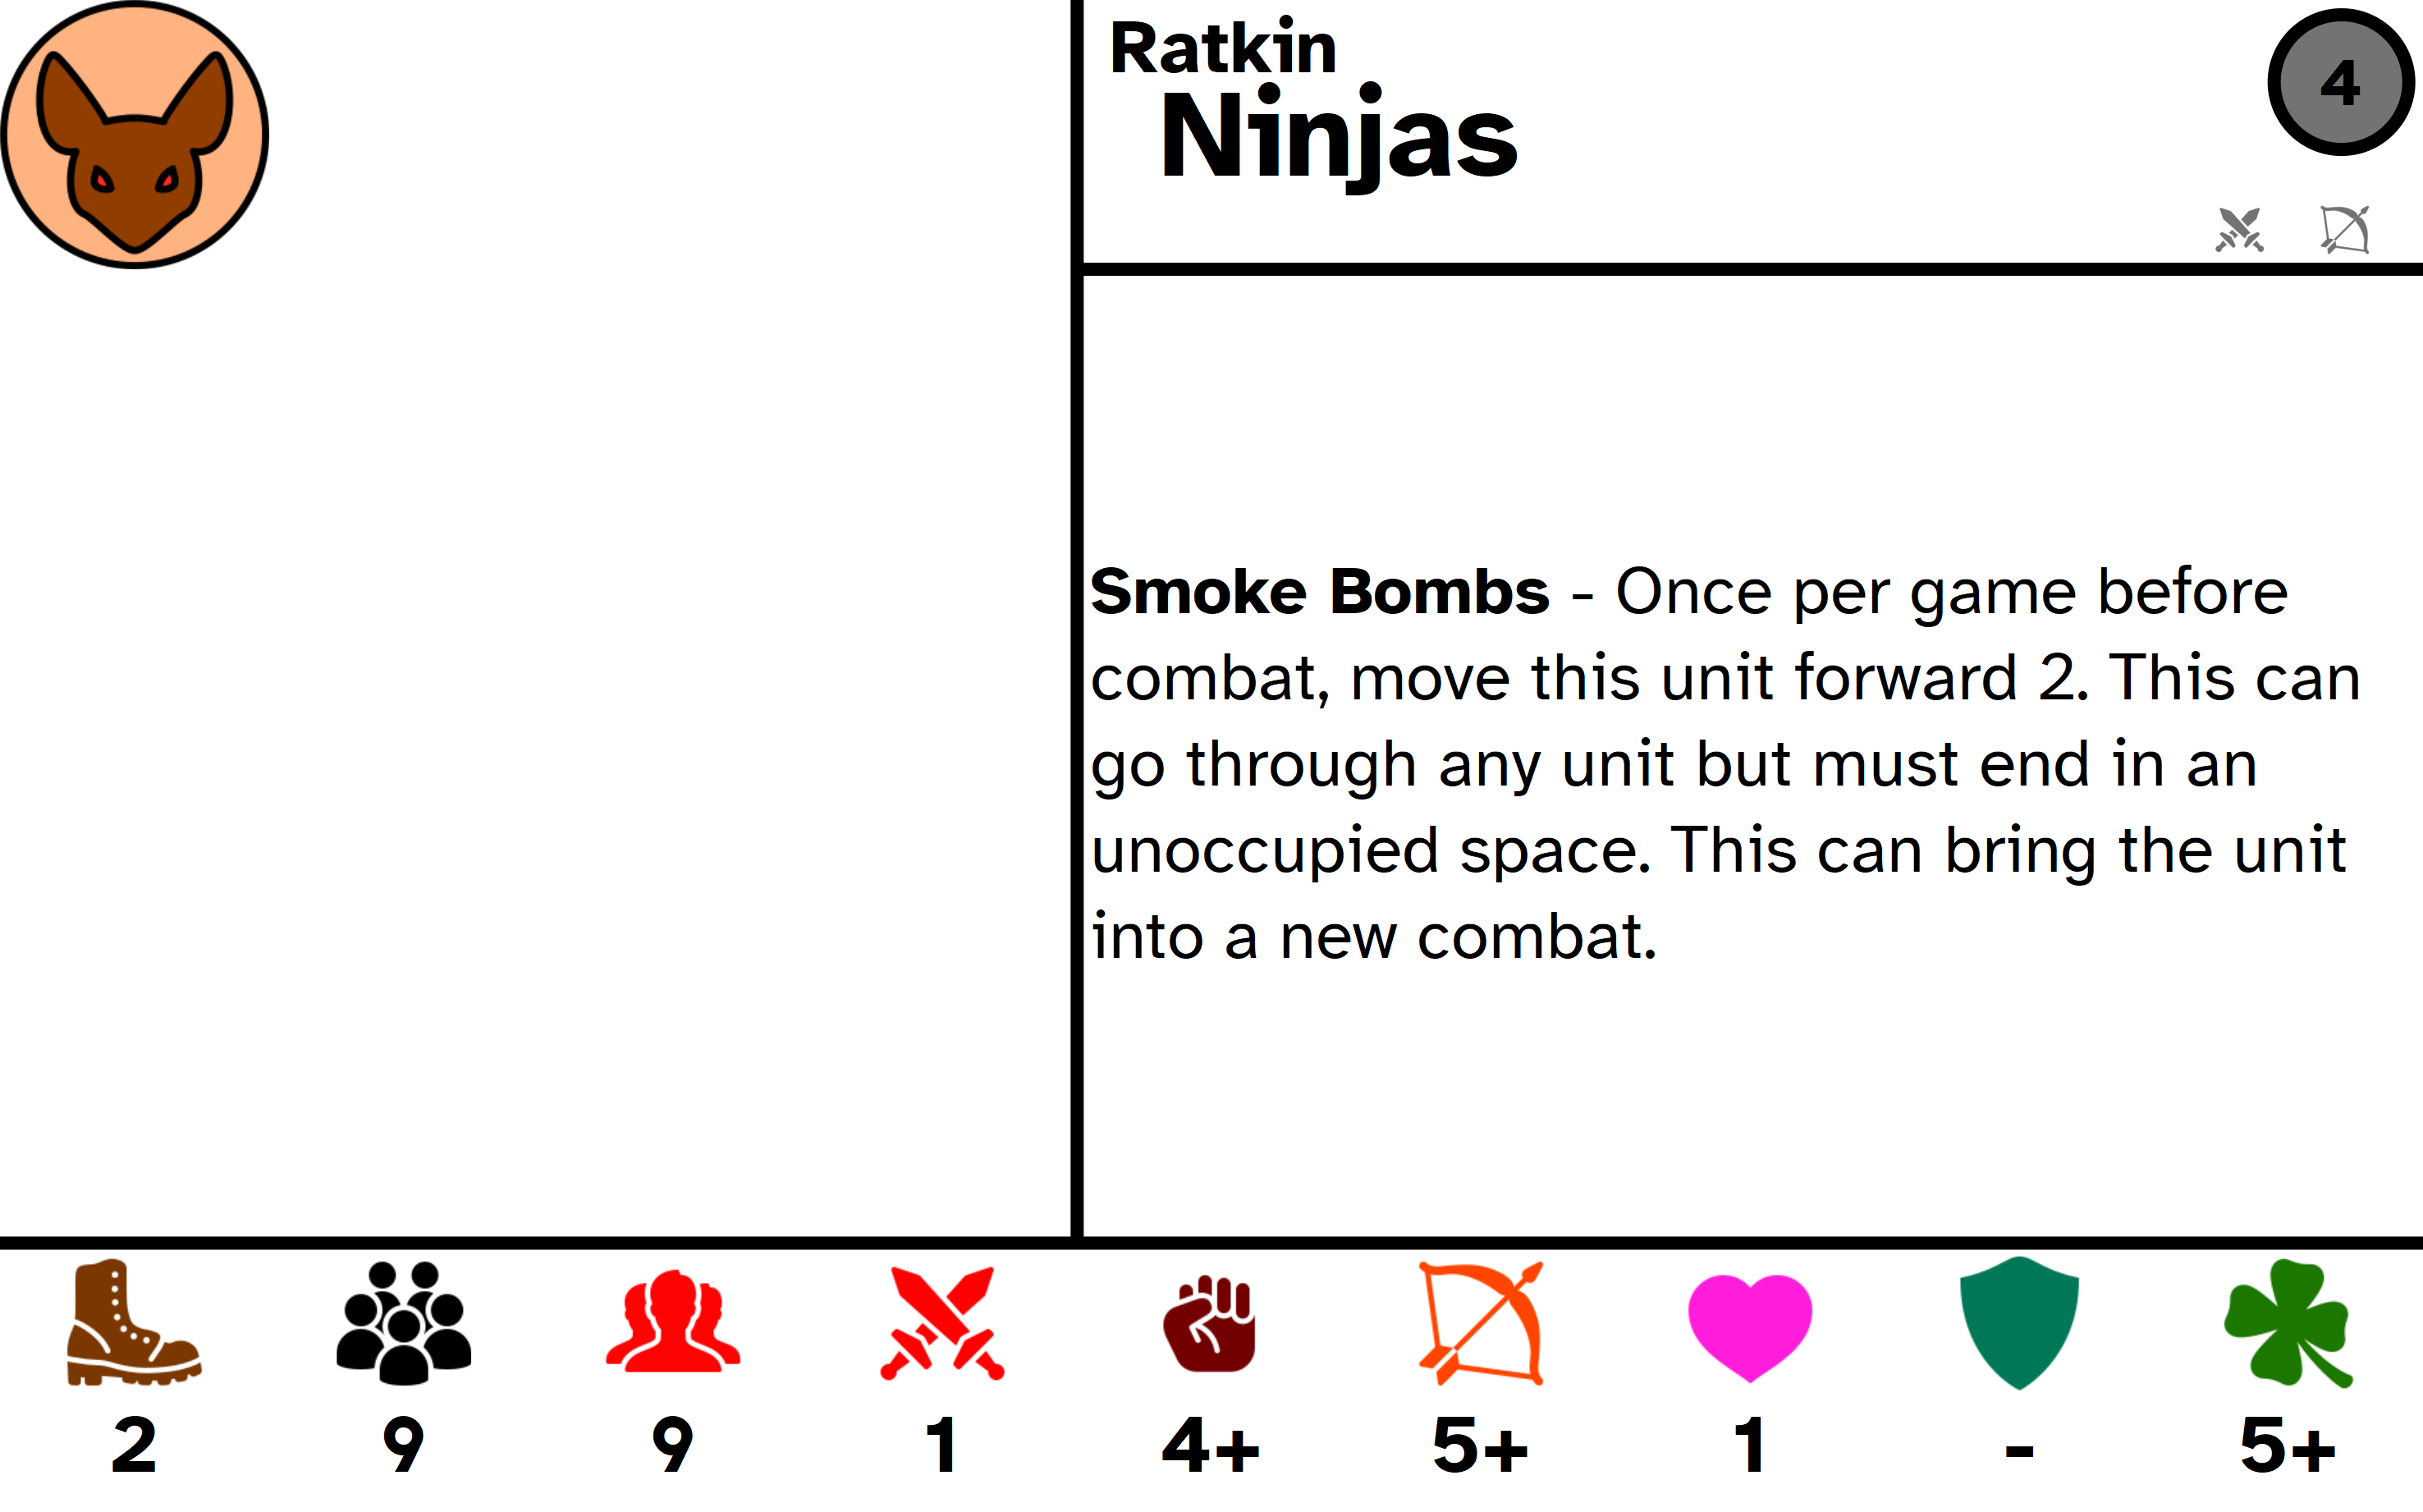 Ratkin
Ninjas
4
Smoke Bombs - Once per game before
combat, move this unit forward 2. This can
go through any unit but must end in an
unoccupied space. This can bring the unit
into a new combat.
2 9 9 1 4+ 5+ 1 - 5+